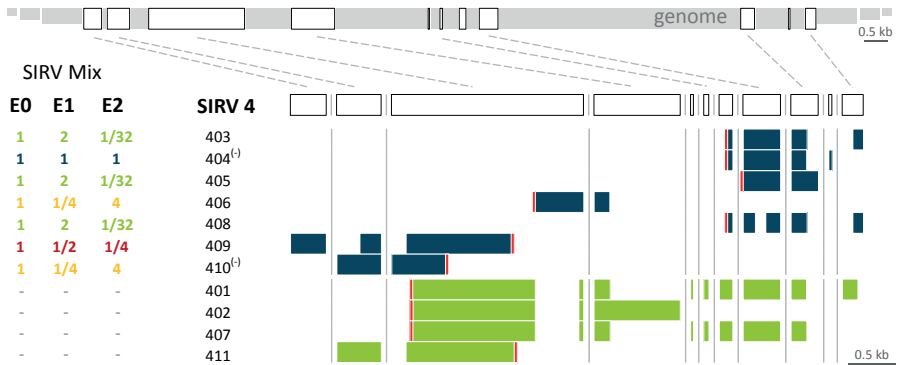 genome
0.5 kb
SIRV Mix
E0 E1 E2 SIRV 4
1 2 1/32 403
1 1 1 404(-)
1 2 1/32 405
1 1/4 4 406
1 2 1/32 408
1 1/2 1/4 409
1 1/4 4 410(-)
- - - 401
- - - 402
- - - 407
- - - 411
0.5 kb